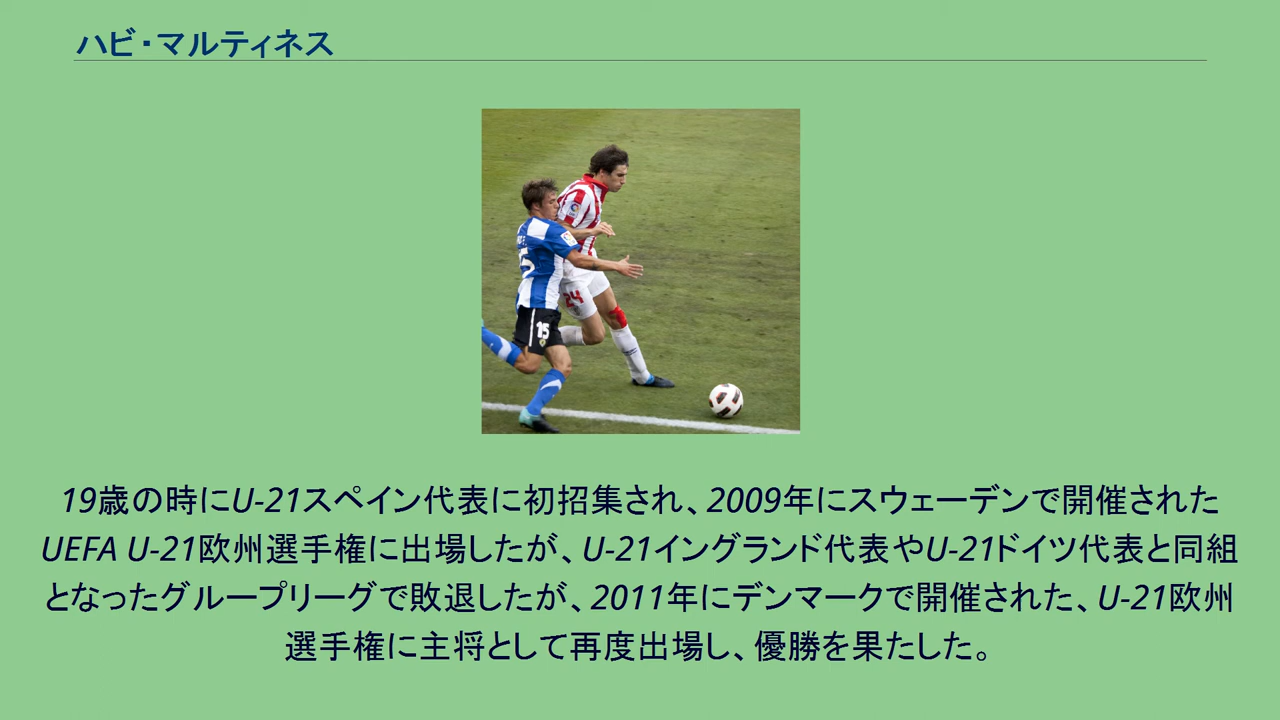 ハビ・マルティネス
15
24
15
19歳の時にU-21スペイン代表に初招集され、2009年にスウェーデンで開催された
UEFA U-21欧州選手権に出場したが、U-21イングランド代表やU-21ドイツ代表と同組
となったグループリーグで敗退したが、2011年にデンマークで開催された、U-21欧州
選手権に主将として再度出場し、優勝を果たした。